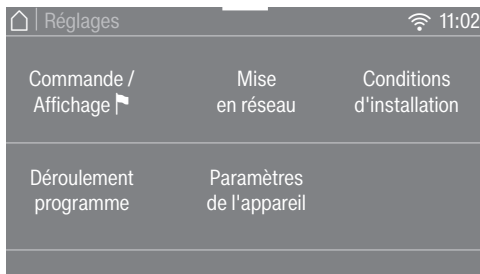 Réglages 11:02
Commande / Mise Conditions
Affichage en réseau d'installation
Déroulement Paramètres
programme de l'appareil